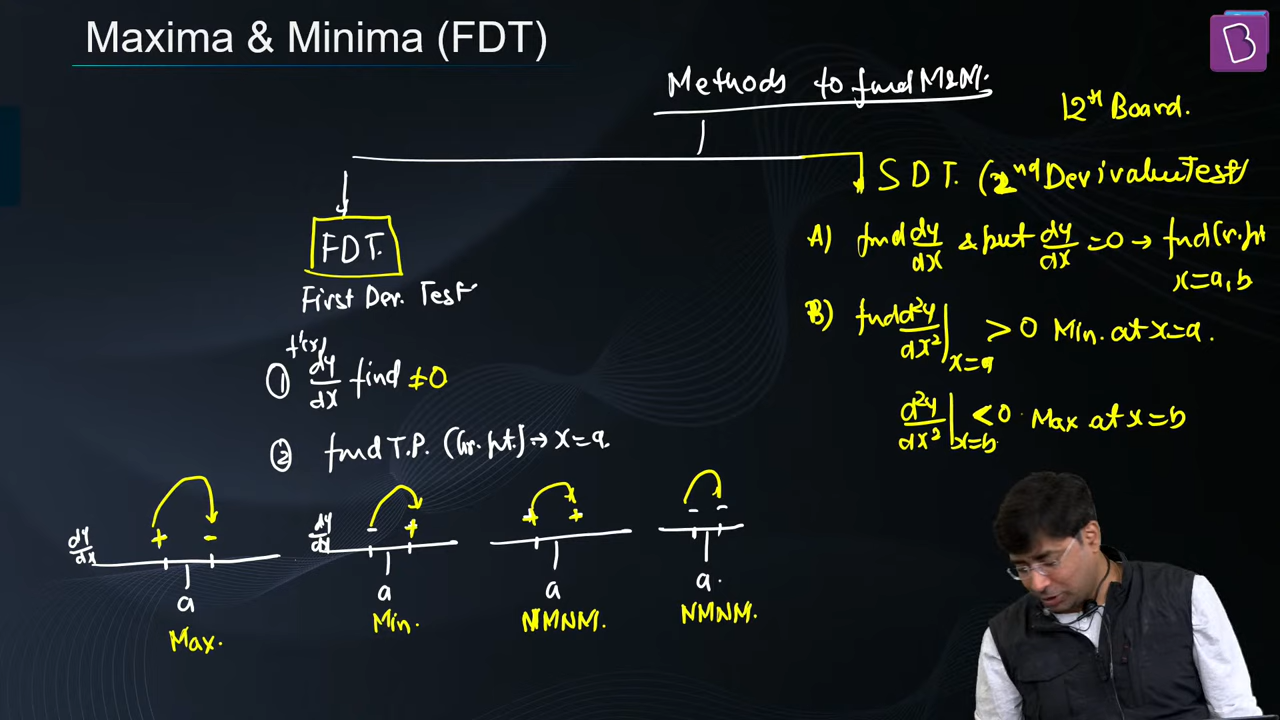 Maxima & Minima (FDT)
B
Methods to find M&M.
12th Board.
FDT.
First Der. Test
f'(x)
① dy/dx find = 0
② find T.P. (Cr. pt.) → x = a.
dy/dx + - a Max.
dy/dx - + a Min.
+ + a NMNM.
- - a. NMNM.
SDT. (2nd Derivative Test)
A) find dy/dx & put dy/dx = 0 → find Cr. pt
x = a, b
B) find d²y/dx² | x=a > 0 Min. at x = a.
d²y/dx² | x=b < 0 Max at x = b